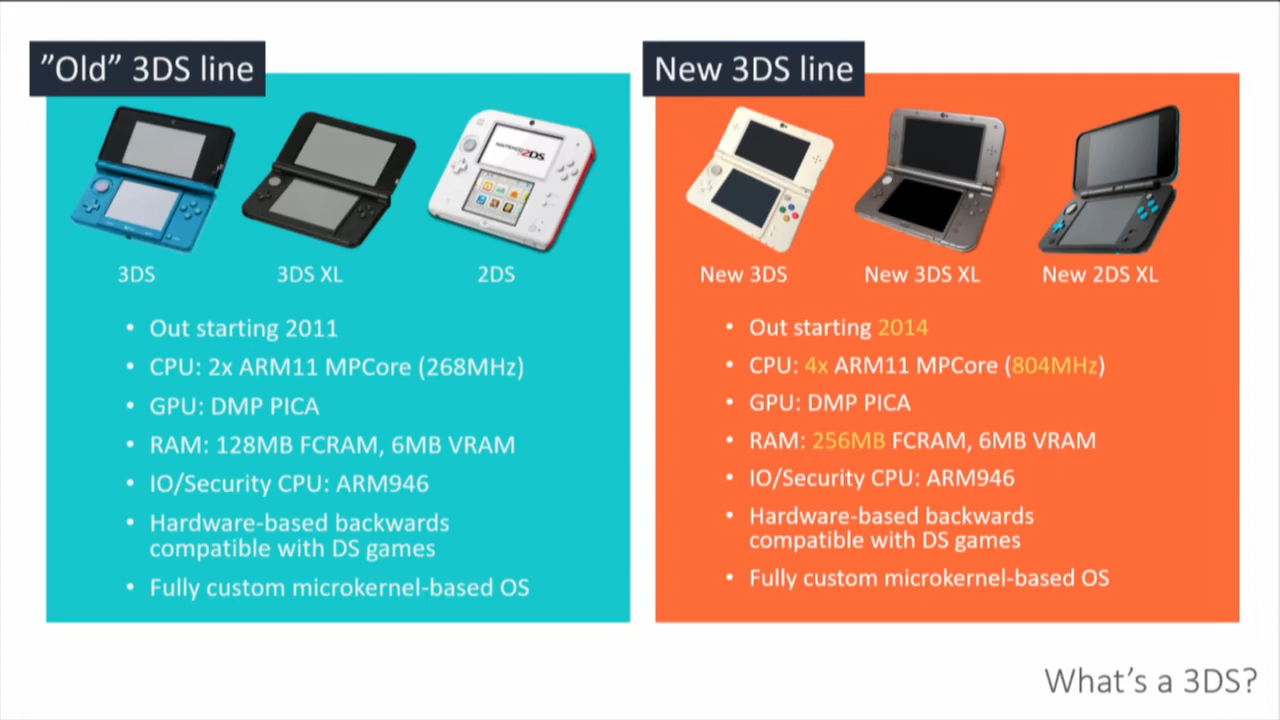 "Old" 3DS line
NINTENDO 2DS
3DS
3DS XL
2DS
• Out starting 2011
• CPU: 2x ARM11 MPCore (268MHz)
• GPU: DMP PICA
• RAM: 128MB FCRAM, 6MB VRAM
• IO/Security CPU: ARM946
• Hardware-based backwards
compatible with DS games
• Fully custom microkernel-based OS
New 3DS line
New 3DS
New 3DS XL
New 2DS XL
• Out starting 2014
• CPU: 4x ARM11 MPCore (804MHz)
• GPU: DMP PICA
• RAM: 256MB FCRAM, 6MB VRAM
• IO/Security CPU: ARM946
• Hardware-based backwards
compatible with DS games
• Fully custom microkernel-based OS
What's a 3DS?